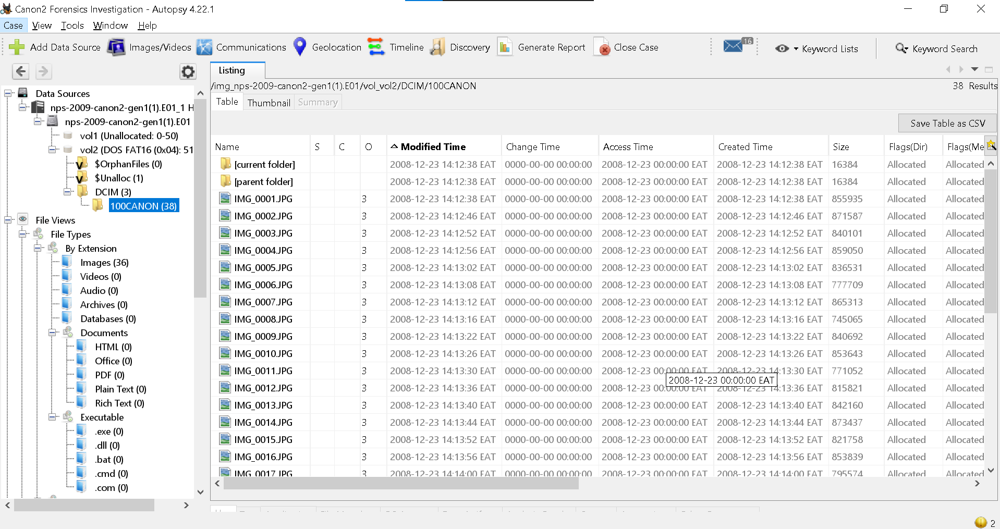 Canon2 Forensics Investigation - Autopsy 4.22.1
Case View Tools Window Help
Add Data Source Images/Videos Communications Geolocation Timeline Discovery Generate Report Close Case 16 Keyword Lists Keyword Search
Listing
/img_nps-2009-canon2-gen1(1).E01/vol_vol2/DCIM/100CANON 38 Results
Table Thumbnail Summary
Save Table as CSV
Data Sources
nps-2009-canon2-gen1(1).E01_1 H
nps-2009-canon2-gen1(1).E01
vol1 (Unallocated: 0-50)
vol2 (DOS FAT16 (0x04): 51
$OrphanFiles (0)
$Unalloc (1)
DCIM (3)
100CANON (38)
File Views
File Types
By Extension
Images (36)
Videos (0)
Audio (0)
Archives (0)
Databases (0)
Documents
HTML (0)
Office (0)
PDF (0)
Plain Text (0)
Rich Text (0)
Executable
.exe (0)
.dll (0)
.bat (0)
.cmd (0)
.com (0)
Name S C O Modified Time Change Time Access Time Created Time Size Flags(Dir) Flags(Me
[current folder] 2008-12-23 14:12:38 EAT 0000-00-00 00:00:00 2008-12-23 00:00:00 EAT 2008-12-23 14:12:38 EAT 16384 Allocated Allocated
[parent folder] 2008-12-23 14:12:38 EAT 0000-00-00 00:00:00 2008-12-23 00:00:00 EAT 2008-12-23 14:12:38 EAT 16384 Allocated Allocated
IMG_0001.JPG 3 2008-12-23 14:12:38 EAT 0000-00-00 00:00:00 2008-12-23 00:00:00 EAT 2008-12-23 14:12:38 EAT 855935 Allocated Allocated
IMG_0002.JPG 3 2008-12-23 14:12:46 EAT 0000-00-00 00:00:00 2008-12-23 00:00:00 EAT 2008-12-23 14:12:46 EAT 871587 Allocated Allocated
IMG_0003.JPG 3 2008-12-23 14:12:52 EAT 0000-00-00 00:00:00 2008-12-23 00:00:00 EAT 2008-12-23 14:12:52 EAT 840101 Allocated Allocated
IMG_0004.JPG 3 2008-12-23 14:12:56 EAT 0000-00-00 00:00:00 2008-12-23 00:00:00 EAT 2008-12-23 14:12:56 EAT 859050 Allocated Allocated
IMG_0005.JPG 3 2008-12-23 14:13:02 EAT 0000-00-00 00:00:00 2008-12-23 00:00:00 EAT 2008-12-23 14:13:02 EAT 836531 Allocated Allocated
IMG_0006.JPG 3 2008-12-23 14:13:08 EAT 0000-00-00 00:00:00 2008-12-23 00:00:00 EAT 2008-12-23 14:13:08 EAT 777709 Allocated Allocated
IMG_0007.JPG 3 2008-12-23 14:13:12 EAT 0000-00-00 00:00:00 2008-12-23 00:00:00 EAT 2008-12-23 14:13:12 EAT 865313 Allocated Allocated
IMG_0008.JPG 3 2008-12-23 14:13:16 EAT 0000-00-00 00:00:00 2008-12-23 00:00:00 EAT 2008-12-23 14:13:16 EAT 745065 Allocated Allocated
IMG_0009.JPG 3 2008-12-23 14:13:22 EAT 0000-00-00 00:00:00 2008-12-23 00:00:00 EAT 2008-12-23 14:13:22 EAT 840692 Allocated Allocated
IMG_0010.JPG 3 2008-12-23 14:13:26 EAT 0000-00-00 00:00:00 2008-12-23 00:00:00 EAT 2008-12-23 14:13:26 EAT 853643 Allocated Allocated
IMG_0011.JPG 3 2008-12-23 14:13:30 EAT 0000-00-00 00:00:00 2008-12-23 00:00:00 EAT 2008-12-23 14:13:30 EAT 771052 Allocated Allocated
2008-12-23 00:00:00 EAT
IMG_0012.JPG 3 2008-12-23 14:13:36 EAT 0000-00-00 00:00:00 2008-12-23 00:00:00 EAT 2008-12-23 14:13:36 EAT 815821 Allocated Allocated
IMG_0013.JPG 3 2008-12-23 14:13:40 EAT 0000-00-00 00:00:00 2008-12-23 00:00:00 EAT 2008-12-23 14:13:40 EAT 842160 Allocated Allocated
IMG_0014.JPG 3 2008-12-23 14:13:44 EAT 0000-00-00 00:00:00 2008-12-23 00:00:00 EAT 2008-12-23 14:13:44 EAT 873437 Allocated Allocated
IMG_0015.JPG 3 2008-12-23 14:13:52 EAT 0000-00-00 00:00:00 2008-12-23 00:00:00 EAT 2008-12-23 14:13:52 EAT 821758 Allocated Allocated
IMG_0016.JPG 3 2008-12-23 14:13:56 EAT 0000-00-00 00:00:00 2008-12-23 00:00:00 EAT 2008-12-23 14:13:56 EAT 853839 Allocated Allocated
IMG_0017.JPG 3 2008-12-23 14:14:00 EAT 0000-00-00 00:00:00 2008-12-23 00:00:00 EAT 2008-12-23 14:14:00 EAT 795574 Allocated Allocated
2